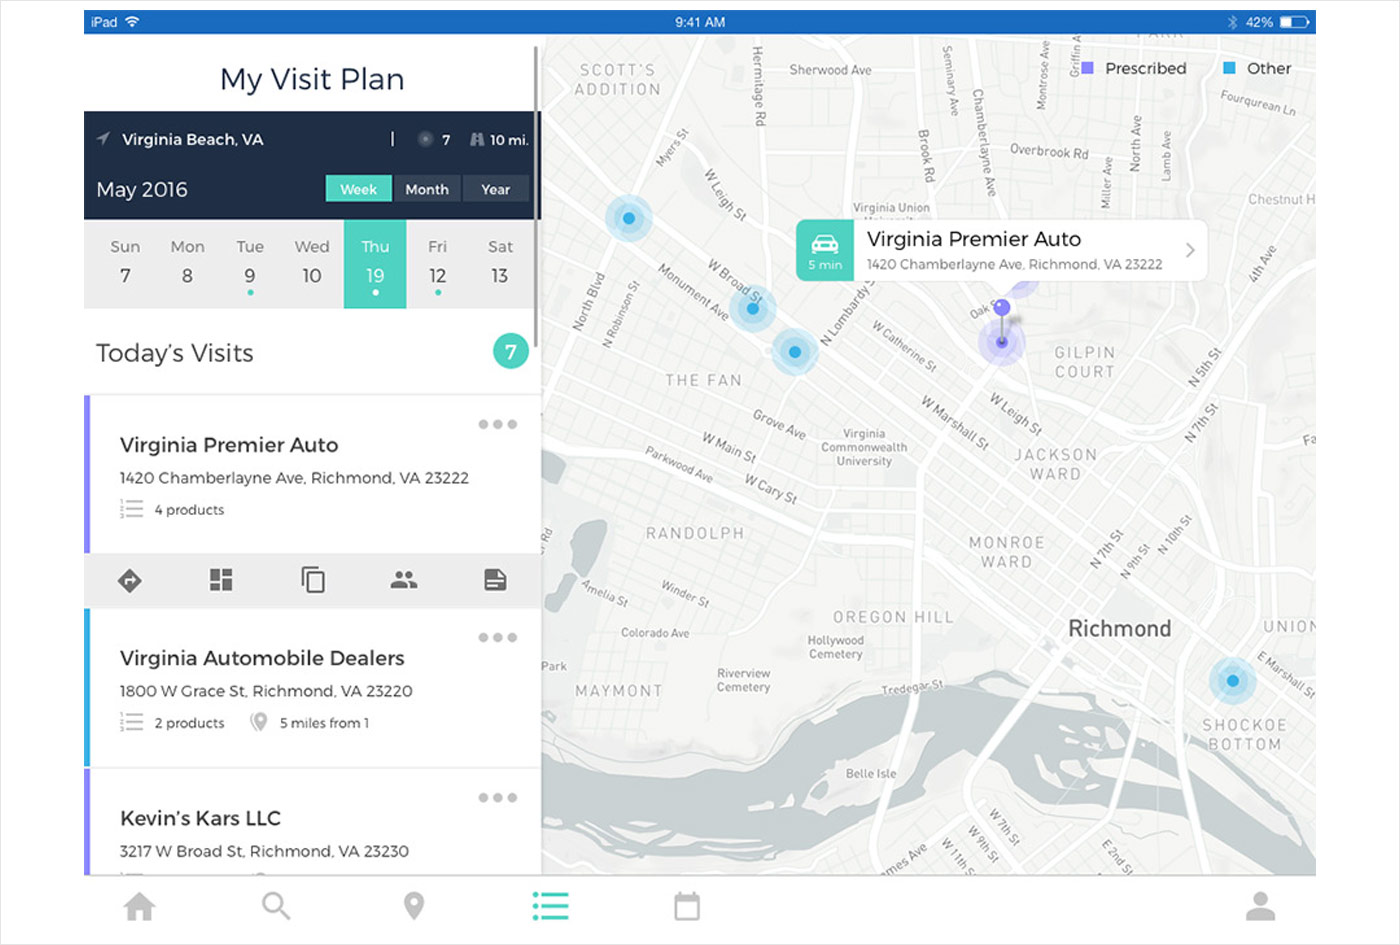 iPad
9:41 AM
42%
My Visit Plan
Virginia Beach, VA
7
10 mi.
May 2016
Week
Month
Year
Sun Mon Tue Wed Thu Fri Sat
7 8 9 10 19 12 13
Today's Visits
7
Virginia Premier Auto
1420 Chamberlayne Ave, Richmond, VA 23222
4 products
Virginia Automobile Dealers
1800 W Grace St, Richmond, VA 23220
2 products
5 miles from 1
Kevin's Kars LLC
3217 W Broad St, Richmond, VA 23230
Prescribed
Other
5 min
Virginia Premier Auto
1420 Chamberlayne Ave, Richmond, VA 23222
SCOTT'S
ADDITION
Hermitage Rd
Sherwood Ave
Seminary Ave
Chamberlayne Ave
Montrose Ave
Griffin A
PARK
Fourqurean Ln
Brook Rd
Overbrook Rd
Miller Ave
North Ave
Lamb Ave
Chestnut H
Myers St
W Leigh St
Virginia Union
4th Ave
W Broad St
Monument Ave
North Blvd
N Robinson St
N Lombardy S
W Catherine St
Oak S
GILPIN
COURT
N 5th St
THE FAN
Grove Ave
W Marshall St
W Leigh St
N 7th St
W Main St
Virginia
Commonwealth
University
Parkwood Ave
W Cary St
JACKSON
WARD
Fa
RANDOLPH
Rd
MONROE
WARD
N 7th St
N 9th St
N 10th St
Amelia St
Winder St
Colorado Ave
OREGON HILL
Hollywood
Cemetery
Richmond
UNION
Park
MAYMONT
Riverview
Cemetery
Tredegar St
E Marshall St
SHOCKOE
BOTTOM
Belle Isle
ames Ave
W 11th S
W 9th St
W 7th St
E 2nd St